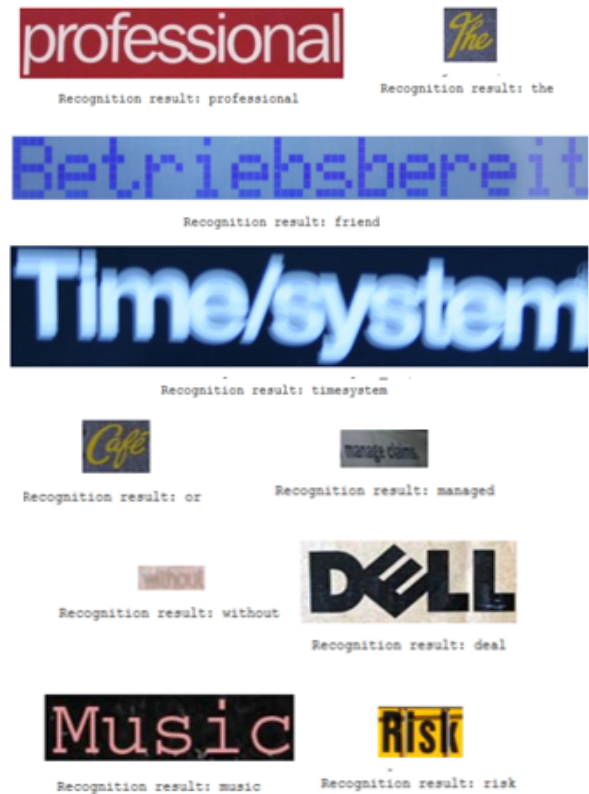 professional
The
Recognition result: professional
Recognition result: the
Betriebsbereit
Recognition result: friend
Time/system
Recognition result: timesystem
Café
manage claims.
Recognition result: or
Recognition result: managed
without
DELL
Recognition result: without
Recognition result: deal
Music
Risk
Recognition result: music
Recognition result: risk